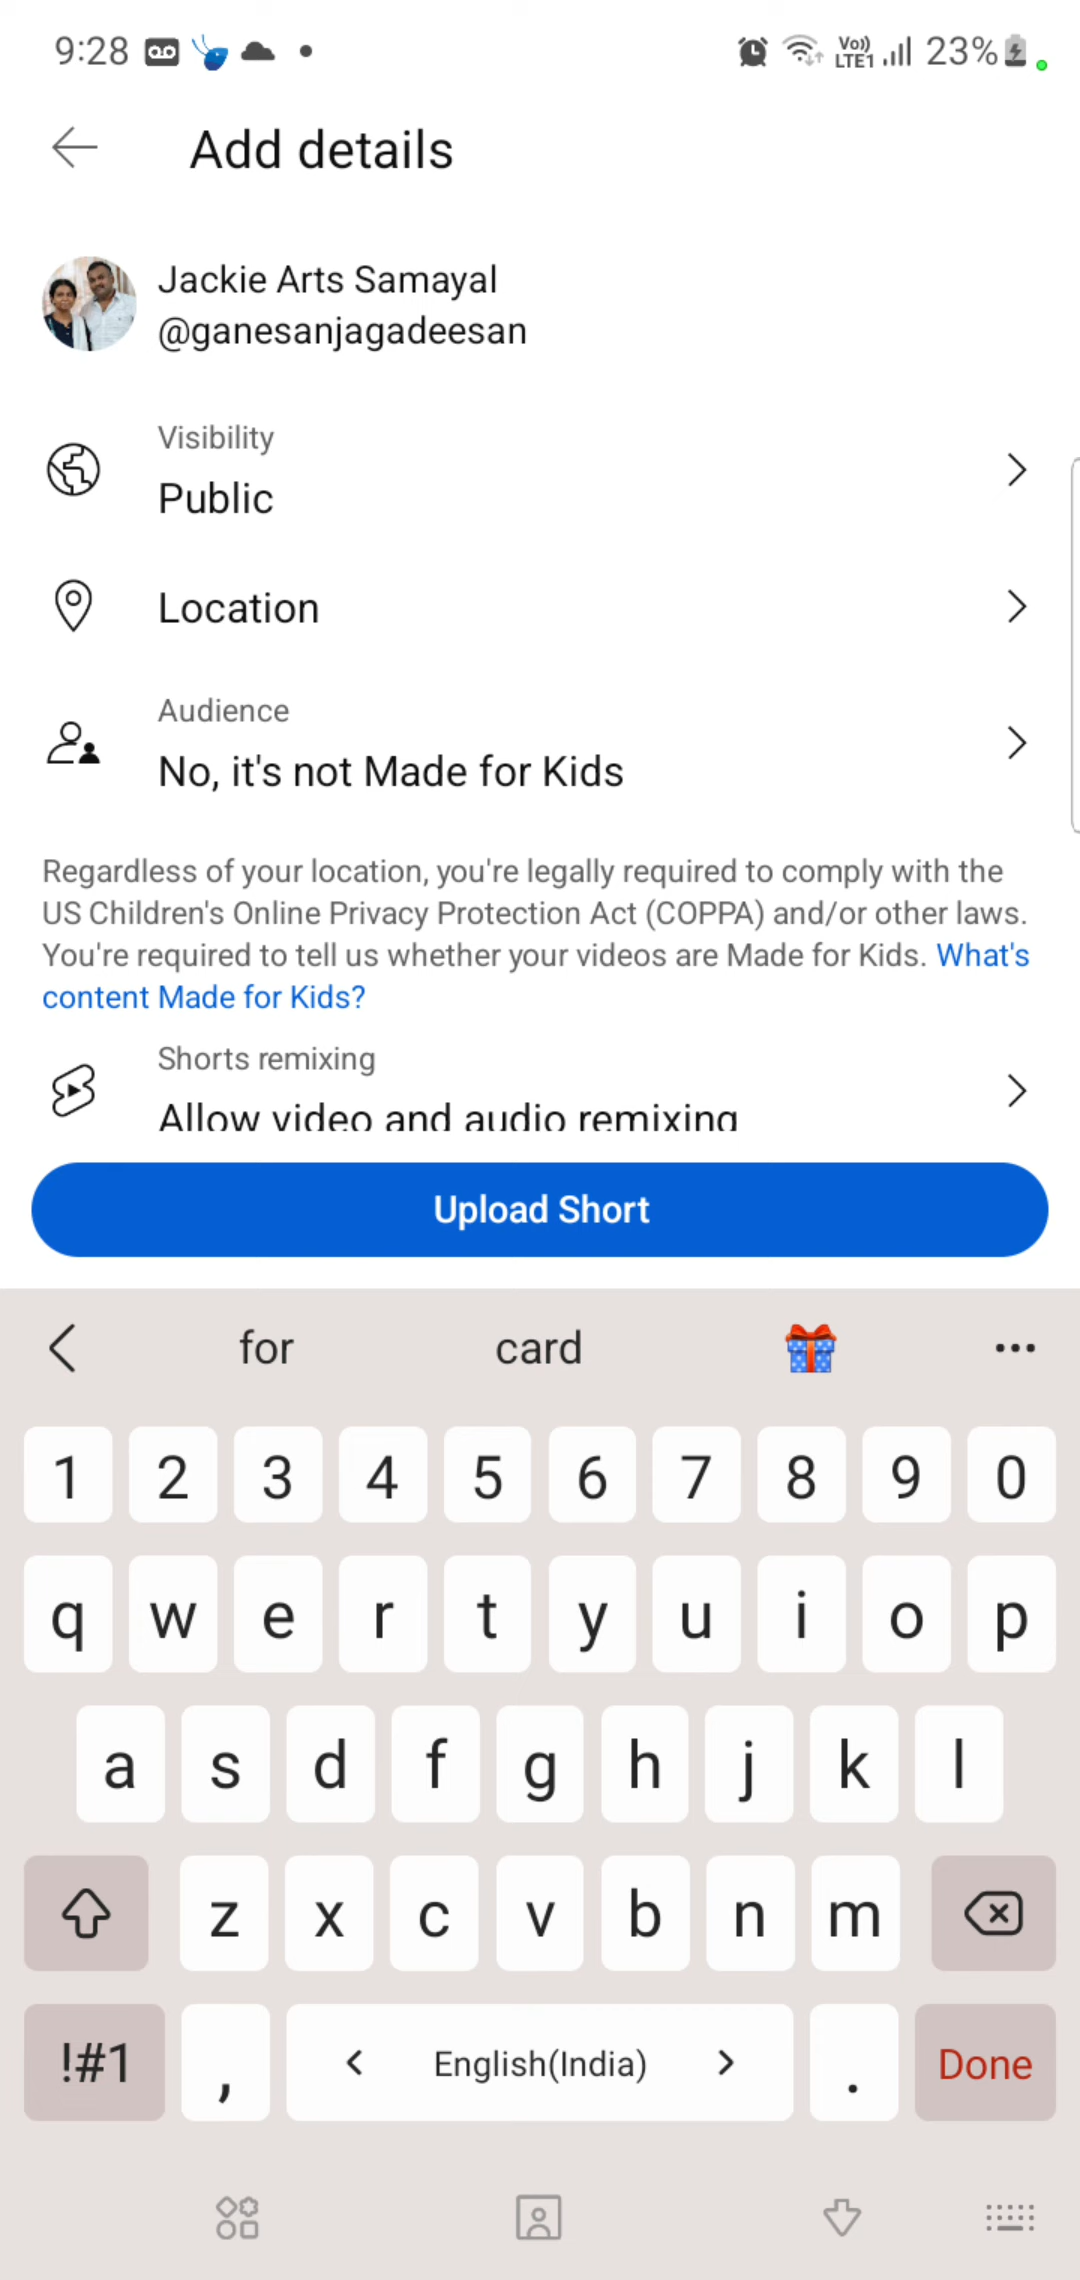 9:28 Vo)) LTE1 23%
Add details
Jackie Arts Samayal
@ganesanjagadeesan
Visibility
Public
Location
Audience
No, it's not Made for Kids
Regardless of your location, you're legally required to comply with the
US Children's Online Privacy Protection Act (COPPA) and/or other laws.
You're required to tell us whether your videos are Made for Kids. What's
content Made for Kids?
Shorts remixing
Allow video and audio remixing
Upload Short
for card
1 2 3 4 5 6 7 8 9 0
q w e r t y u i o p
a s d f g h j k l
z x c v b n m
!#1 , < English(India) > . Done